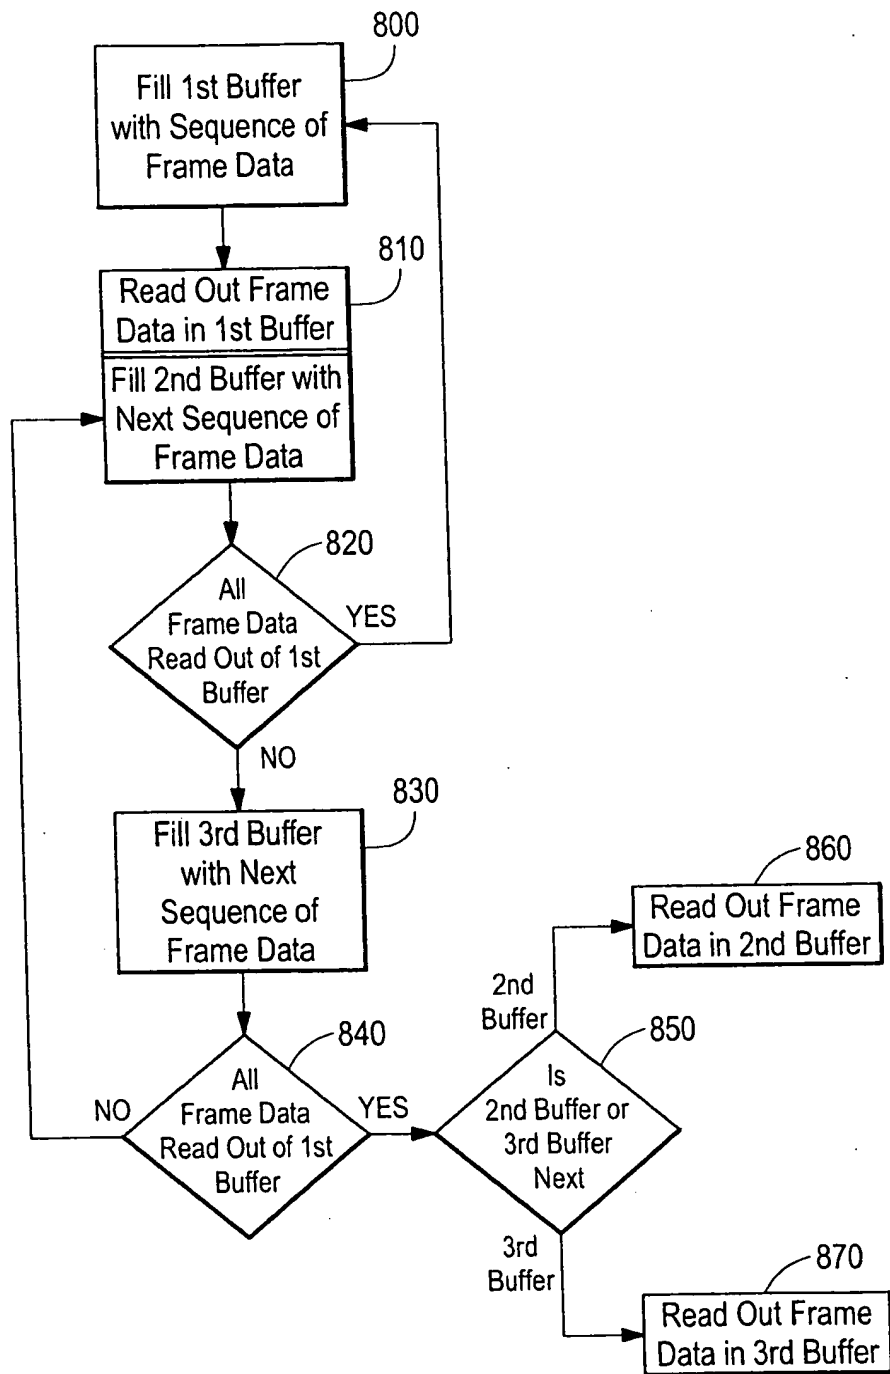 800
Fill 1st Buffer
with Sequence of
Frame Data
810
Read Out Frame
Data in 1st Buffer
Fill 2nd Buffer with
Next Sequence of
Frame Data
820
All
Frame Data
Read Out of 1st
Buffer
YES
NO
830
Fill 3rd Buffer
with Next
Sequence of
Frame Data
840
All
Frame Data
Read Out of 1st
Buffer
NO
YES
850
Is
2nd Buffer or
3rd Buffer
Next
2nd
Buffer
860
Read Out Frame
Data in 2nd Buffer
3rd
Buffer
870
Read Out Frame
Data in 3rd Buffer